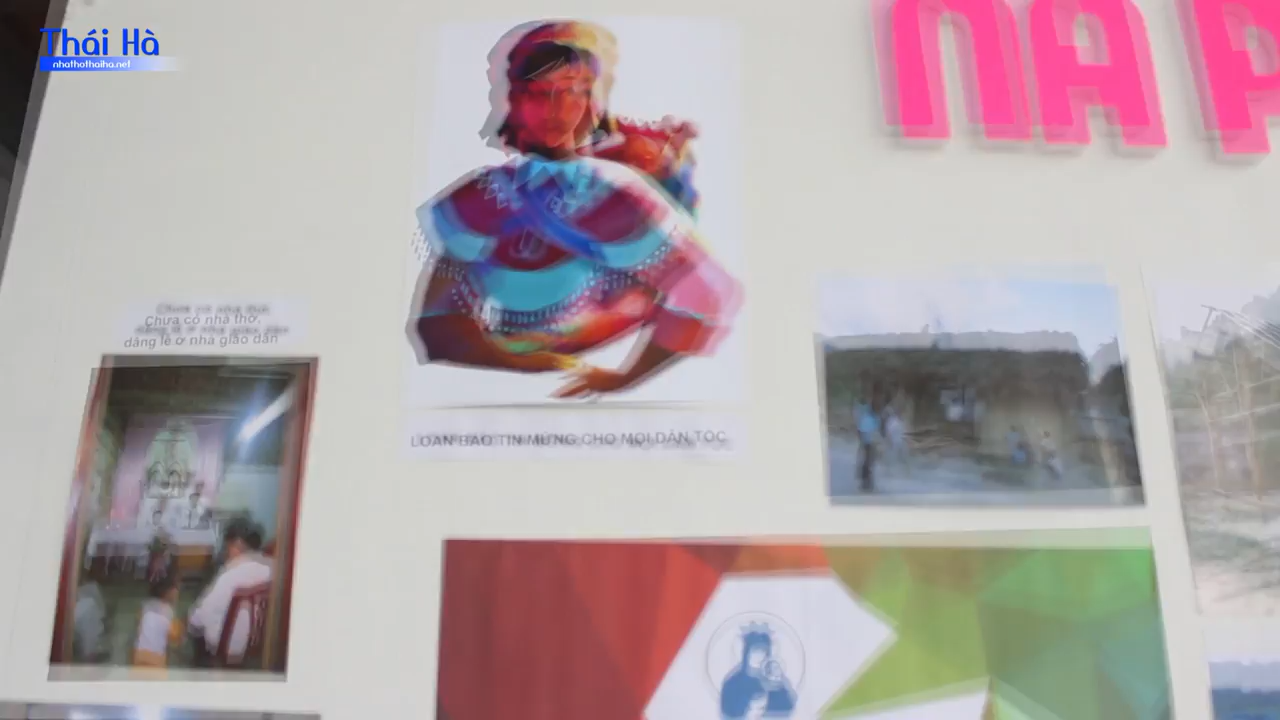 Thái Hà
nhathothaiha.net
NA P
Chưa có nhà thờ,
dâng lễ ở nhà giáo dân
LOAN BÁO TIN MỪNG CHO MỌI DÂN TỘC